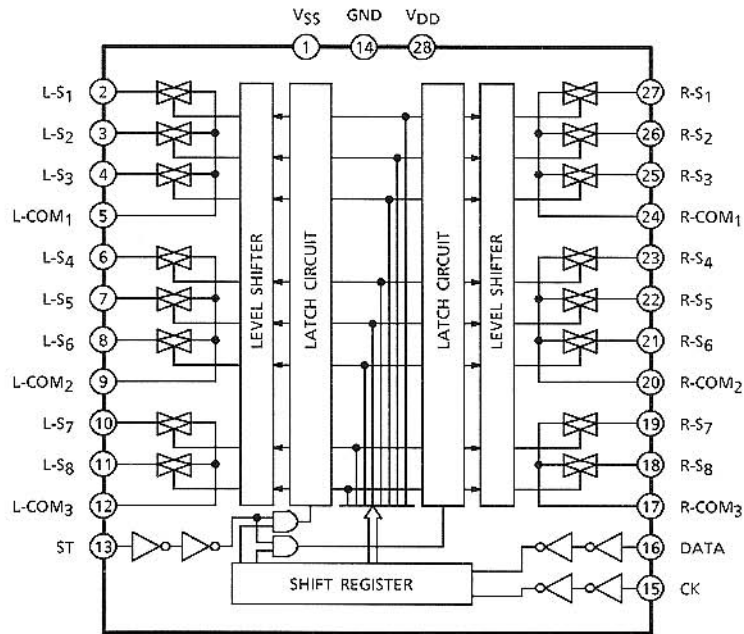 VSS GND VDD
1 14 28
L-S1 2 27 R-S1
L-S2 3 26 R-S2
L-S3 4 25 R-S3
L-COM1 5 24 R-COM1
L-S4 6 23 R-S4
L-S5 7 22 R-S5
L-S6 8 21 R-S6
L-COM2 9 20 R-COM2
L-S7 10 19 R-S7
L-S8 11 18 R-S8
L-COM3 12 17 R-COM3
ST 13 16 DATA
15 CK
LEVEL SHIFTER
LATCH CIRCUIT
LATCH CIRCUIT
LEVEL SHIFTER
SHIFT REGISTER